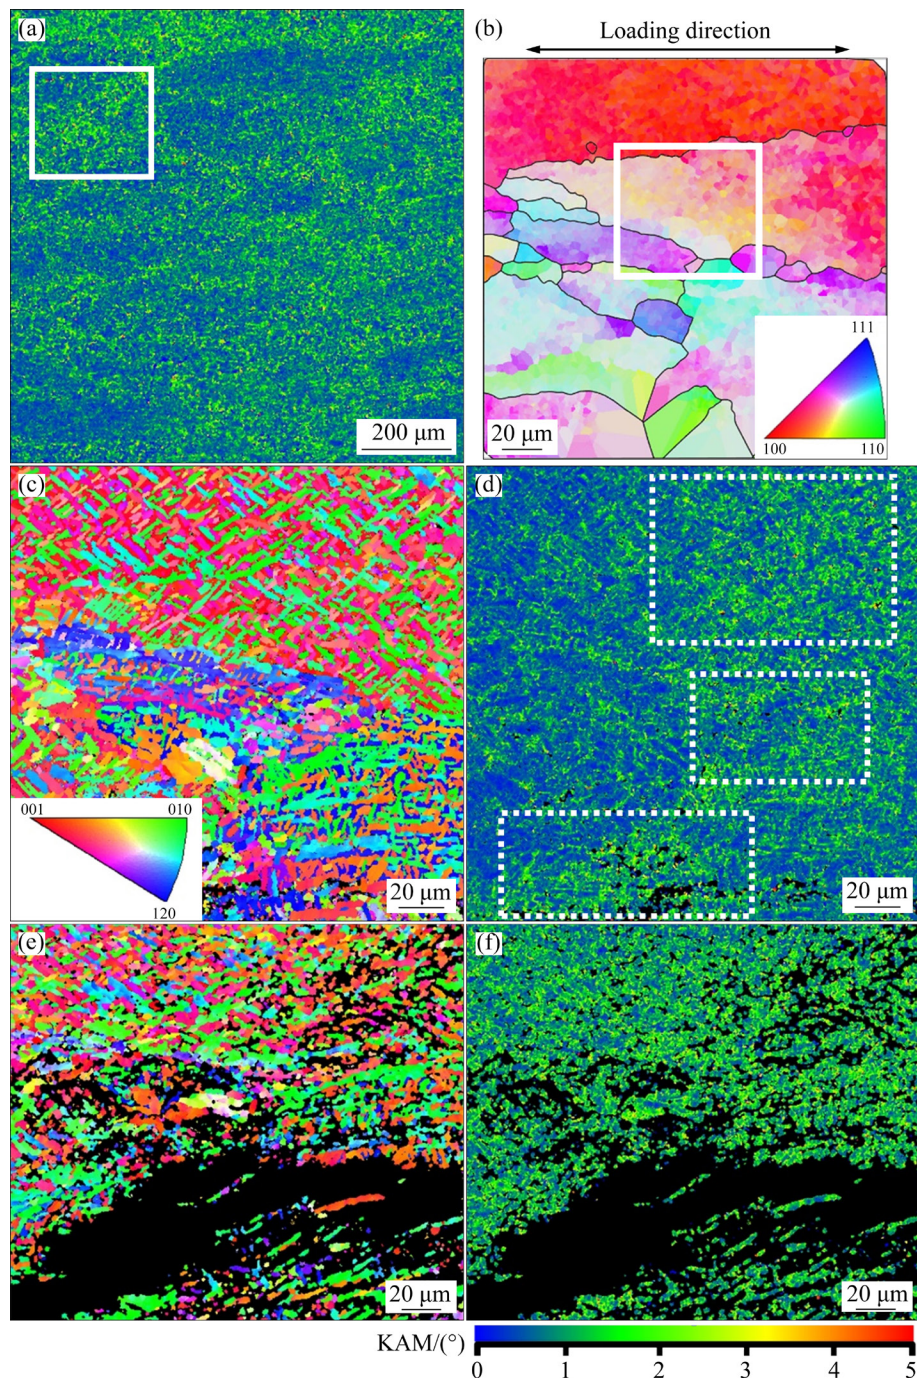 (a)
200 μm
(b)
Loading direction
111
100
110
20 μm
(c)
001
010
120
20 μm
(d)
20 μm
(e)
20 μm
(f)
20 μm
KAM/(°)
0 1 2 3 4 5